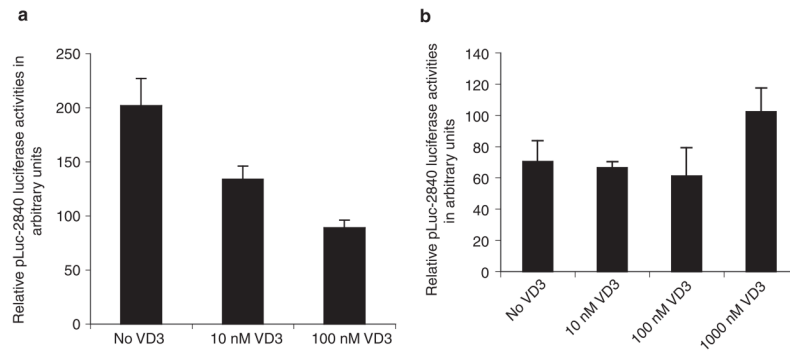 a
Relative pLuc-2840 luciferase activities in
arbitrary units
250
200
150
100
50
0
No VD3
10 nM VD3
100 nM VD3
b
Relative pLuc-2840 luciferase activities
in arbitrary units
140
120
100
80
60
40
20
0
No VD3
10 nM VD3
100 nM VD3
1000 nM VD3